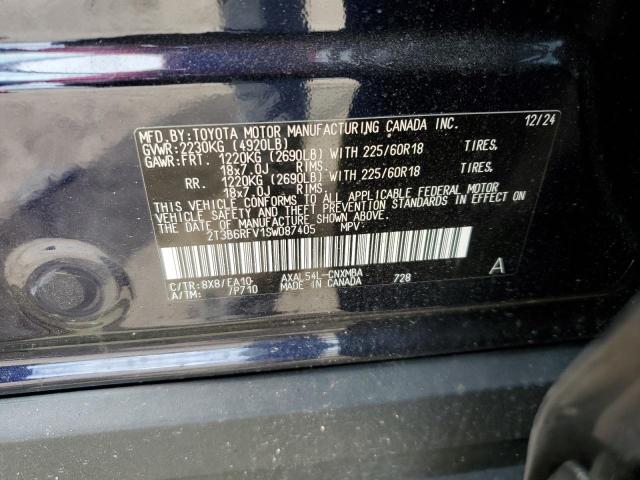 MFD.BY:TOYOTA MOTOR MANUFACTURING CANADA INC. 12/24
GVWR:2230KG (4920LB)
GAWR:FRT. 1220KG (2690LB) WITH 225/60R18 TIRES.
18x7.0J RIMS.
RR. 1220KG (2690LB) WITH 225/60R18 TIRES.
18x7.0J RIMS.
THIS VEHICLE CONFORMS TO ALL APPLICABLE FEDERAL MOTOR
VEHICLE SAFETY AND THEFT PREVENTION STANDARDS IN EFFECT ON
THE DATE OF MANUFACTURE SHOWN ABOVE.
2T3B6RFV1SW087405 MPV
C/TR:8X8/EA10 AXAL54L-CNXMBA 728 A
A/TM: -/P710 MADE IN CANADA